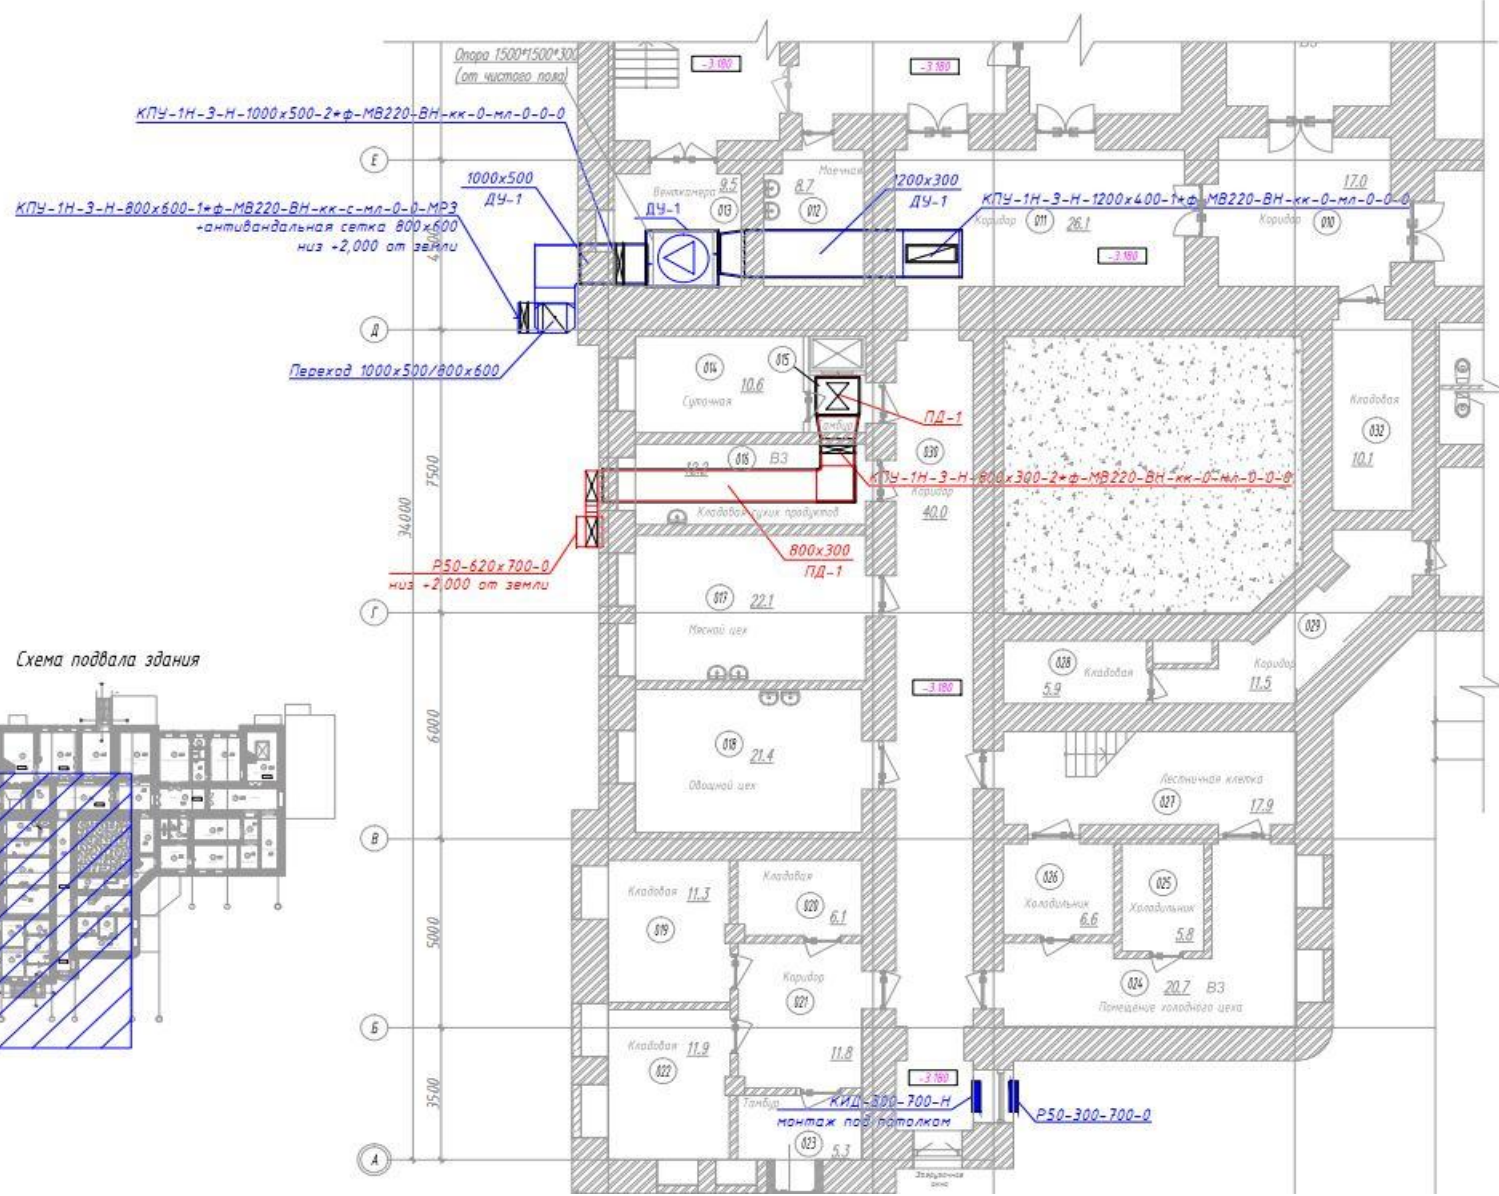 Опора 1500*1500*300
(от чистого пола)
-3.180
-3.180
КПУ-1Н-З-Н-1000х500-2*ф-МВ220-ВН-кк-0-мл-0-0-0
Е
1000х500
ДУ-1
Венткамера 9.5
013
ДУ-1
Моечная
8.7
012
1200х300
ДУ-1
КПУ-1Н-З-Н-1200х400-1*ф-МВ220-ВН-кк-0-мл-0-0-0
Коридор 011 26.1
-3.180
17.0
Коридор 010
КПУ-1Н-З-Н-800х600-1*ф-МВ220-ВН-кк-с-мл-0-0-МРЗ
+антивандальная сетка 800х600
низ +2,000 от земли
Д
Переход 1000х500/800х600
014
10.6
Суточная
015
Тамбур
ПД-1
Кладовая
032
10.1
030
Коридор
40.0
016 В3
КПУ-1Н-З-Н-800х300-2*ф-МВ220-ВН-кк-0-мл-0-0-0
Кладовая сухих продуктов
7500
34000
800х300
ПД-1
Р50-620х700-0
низ +2,000 от земли
017 22.1
Мясной цех
Г
029
028 Кладовая
5.9
Коридор
11.5
-3.180
Схема подвала здания
6000
018 21.4
Овощной цех
Лестничная клетка
027 17.9
В
Кладовая 11.3
019
Кладовая
020
6.1
026
Холодильник
6.6
025
Холодильник
5.8
5000
Коридор
021
11.8
024 20.7 В3
Помещение холодного цеха
Б
Кладовая 11.9
022
3500
-3.180
Тамбур
КИД-300-700-Н
монтаж под потолком
Р50-300-700-0
023
5.3
А
Загрузочное
окно